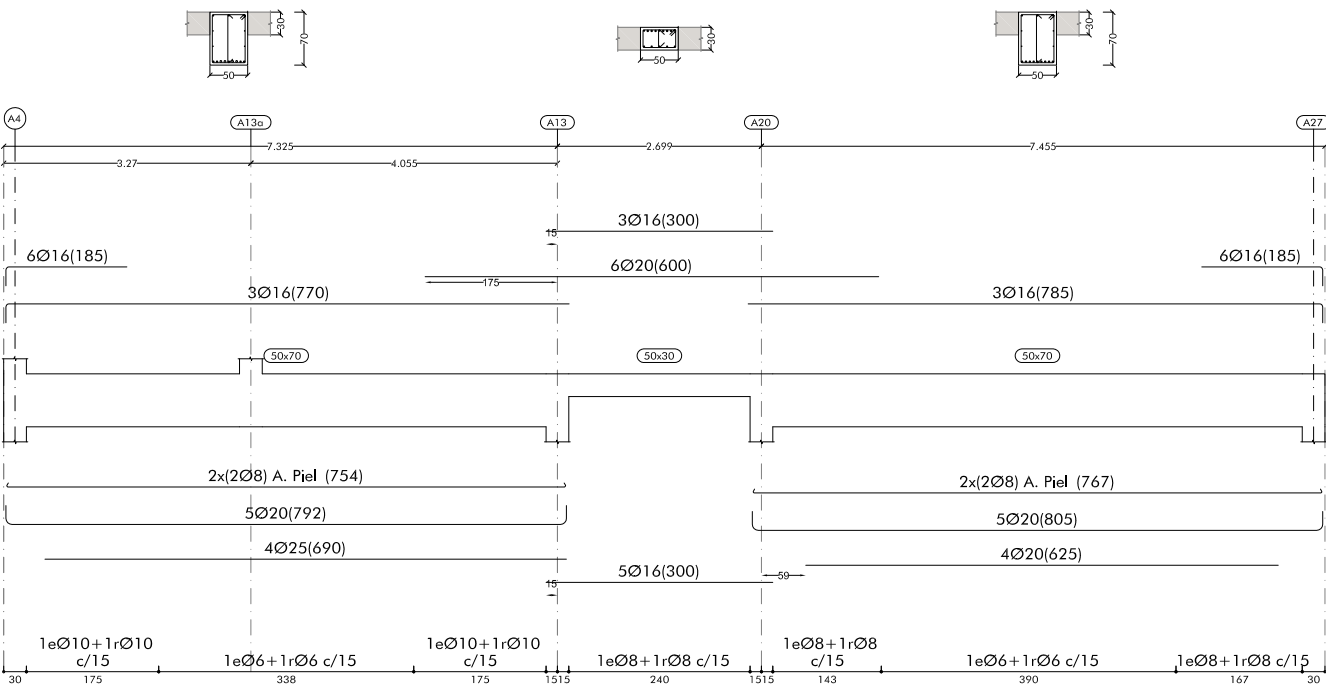 30
70
50
30
50
30
70
50
A4
A13a
A13
A20
A27
7.325
2.699
7.455
3.27
4.055
3Ø16(300)
15
6Ø16(185)
6Ø20(600)
6Ø16(185)
175
3Ø16(770)
3Ø16(785)
50x70
50x30
50x70
2x(2Ø8) A. Piel (754)
2x(2Ø8) A. Piel (767)
5Ø20(792)
5Ø20(805)
4Ø25(690)
4Ø20(625)
5Ø16(300)
59
15
1eØ10+1rØ10
c/15
1eØ6+1rØ6 c/15
1eØ10+1rØ10
c/15
1eØ8+1rØ8 c/15
1eØ8+1rØ8
c/15
1eØ6+1rØ6 c/15
1eØ8+1rØ8 c/15
30
175
338
175
1515
240
1515
143
390
167
30